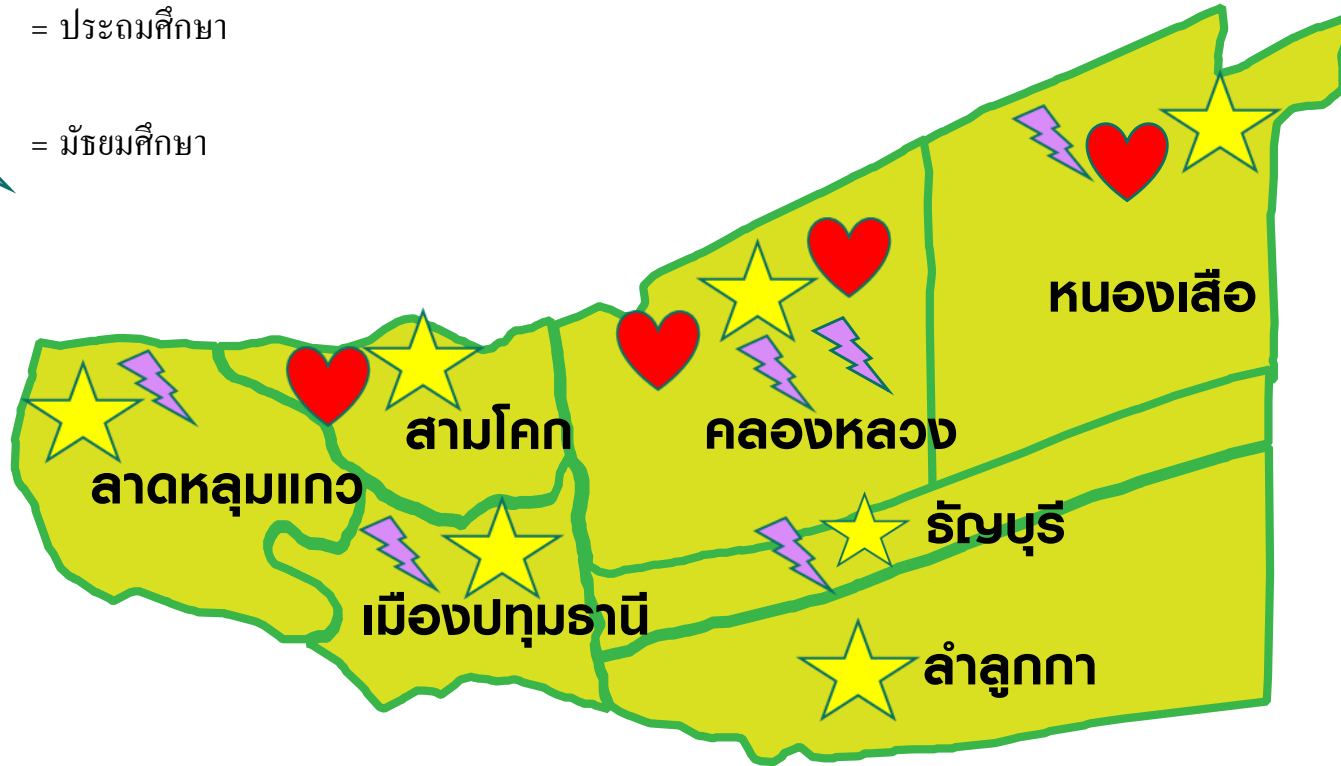 = ประถมศึกษา
= มัธยมศึกษา
หนองเสือ
สามโคก
คลองหลวง
ลาดหลุมแกว
ธัญบุรี
เมืองปทุมธานี
ลำลูกกา